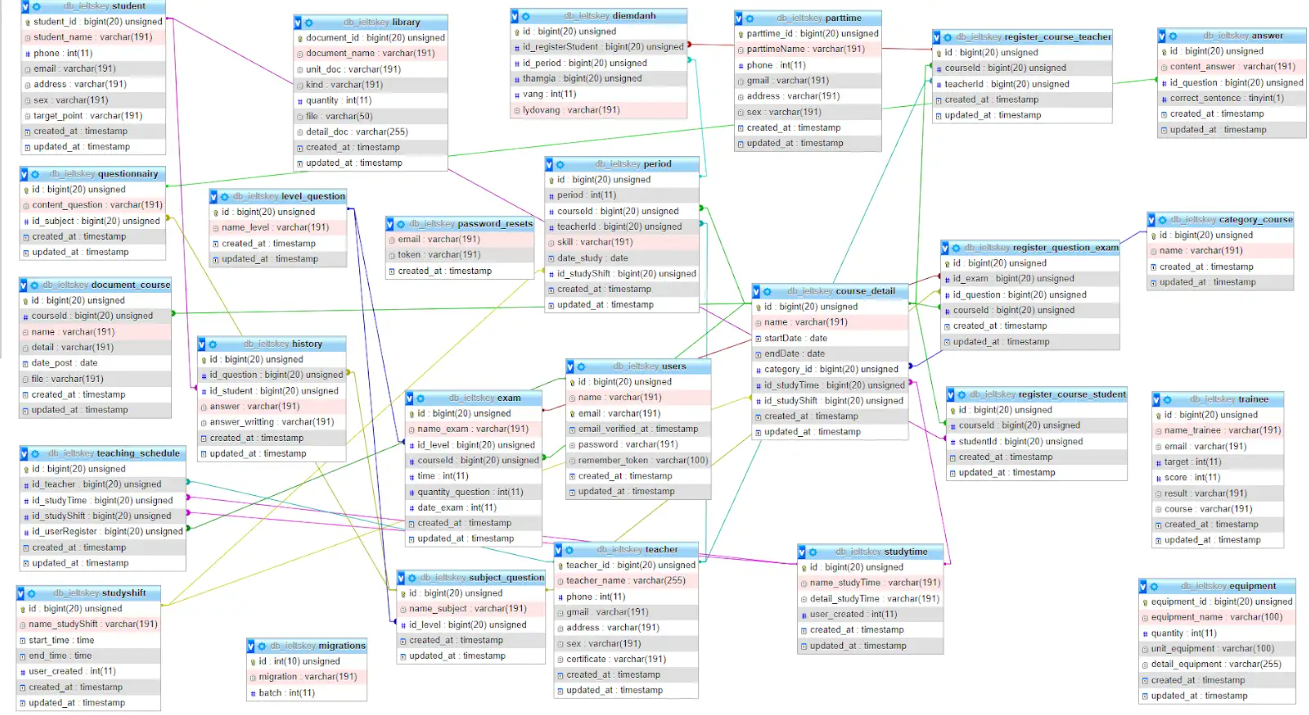 db_ieltskey student
student_id : bigint(20) unsigned
student_name : varchar(191)
phone : int(11)
email : varchar(191)
address : varchar(191)
sex : varchar(191)
target_point : varchar(191)
created_at : timestamp
updated_at : timestamp
db_ieltskey library
document_id : bigint(20) unsigned
document_name : varchar(191)
unit_doc : varchar(191)
kind : varchar(191)
quantity : int(11)
file : varchar(50)
detail_doc : varchar(255)
created_at : timestamp
updated_at : timestamp
db_ieltskey diemdanh
id : bigint(20) unsigned
id_registerStudent : bigint(20) unsigned
id_period : bigint(20) unsigned
thamgia : bigint(20) unsigned
vang : int(11)
lydovang : varchar(191)
db_ieltskey parttime
parttime_id : bigint(20) unsigned
parttimeName : varchar(191)
phone : int(11)
gmail : varchar(191)
address : varchar(191)
sex : varchar(191)
created_at : timestamp
updated_at : timestamp
db_ieltskey register_course_teacher
id : bigint(20) unsigned
courseId : bigint(20) unsigned
teacherId : bigint(20) unsigned
created_at : timestamp
updated_at : timestamp
db_ieltskey answer
id : bigint(20) unsigned
content_answer : varchar(191)
id_question : bigint(20) unsigned
correct_sentence : tinyint(1)
created_at : timestamp
updated_at : timestamp
db_ieltskey questionnairy
id : bigint(20) unsigned
content_question : varchar(191)
id_subject : bigint(20) unsigned
created_at : timestamp
updated_at : timestamp
db_ieltskey level_question
id : bigint(20) unsigned
name_level : varchar(191)
created_at : timestamp
updated_at : timestamp
db_ieltskey password_resets
email : varchar(191)
token : varchar(191)
created_at : timestamp
db_ieltskey period
id : bigint(20) unsigned
period : int(11)
courseId : bigint(20) unsigned
teacherId : bigint(20) unsigned
skill : varchar(191)
date_study : date
id_studyShift : bigint(20) unsigned
created_at : timestamp
updated_at : timestamp
db_ieltskey category_course
id : bigint(20) unsigned
name : varchar(191)
created_at : timestamp
updated_at : timestamp
db_ieltskey register_question_exam
id : bigint(20) unsigned
id_exam : bigint(20) unsigned
id_question : bigint(20) unsigned
courseId : bigint(20) unsigned
created_at : timestamp
updated_at : timestamp
db_ieltskey document_course
id : bigint(20) unsigned
courseId : bigint(20) unsigned
name : varchar(191)
detail : varchar(191)
date_post : date
file : varchar(191)
created_at : timestamp
updated_at : timestamp
db_ieltskey history
id : bigint(20) unsigned
id_question : bigint(20) unsigned
id_student : bigint(20) unsigned
answer : varchar(191)
answer_writting : varchar(191)
created_at : timestamp
updated_at : timestamp
db_ieltskey course_detail
id : bigint(20) unsigned
name : varchar(191)
startDate : date
endDate : date
category_id : bigint(20) unsigned
id_studyTime : bigint(20) unsigned
id_studyShift : bigint(20) unsigned
created_at : timestamp
updated_at : timestamp
db_ieltskey users
id : bigint(20) unsigned
name : varchar(191)
email : varchar(191)
email_verified_at : timestamp
password : varchar(191)
remember_token : varchar(100)
created_at : timestamp
updated_at : timestamp
db_ieltskey exam
id : bigint(20) unsigned
name_exam : varchar(191)
id_level : bigint(20) unsigned
courseId : bigint(20) unsigned
time : int(11)
quantity_question : int(11)
date_exam : int(11)
created_at : timestamp
updated_at : timestamp
db_ieltskey register_course_student
id : bigint(20) unsigned
courseId : bigint(20) unsigned
studentId : bigint(20) unsigned
created_at : timestamp
updated_at : timestamp
db_ieltskey trainee
id : bigint(20) unsigned
name_trainee : varchar(191)
email : varchar(191)
target : int(11)
score : int(11)
result : varchar(191)
course : varchar(191)
created_at : timestamp
updated_at : timestamp
db_ieltskey teaching_schedule
id : bigint(20) unsigned
id_teacher : bigint(20) unsigned
id_studyTime : bigint(20) unsigned
id_studyShift : bigint(20) unsigned
id_userRegister : bigint(20) unsigned
created_at : timestamp
updated_at : timestamp
db_ieltskey teacher
teacher_id : bigint(20) unsigned
teacher_name : varchar(255)
phone : int(11)
gmail : varchar(191)
address : varchar(191)
sex : varchar(191)
certificate : varchar(191)
created_at : timestamp
updated_at : timestamp
db_ieltskey studytime
id : bigint(20) unsigned
name_studyTime : varchar(191)
detail_studyTime : varchar(191)
user_created : int(11)
created_at : timestamp
updated_at : timestamp
db_ieltskey subject_question
id : bigint(20) unsigned
name_subject : varchar(191)
id_level : bigint(20) unsigned
created_at : timestamp
updated_at : timestamp
db_ieltskey studyshift
id : bigint(20) unsigned
name_studyShift : varchar(191)
start_time : time
end_time : time
user_created : int(11)
created_at : timestamp
updated_at : timestamp
db_ieltskey migrations
id : int(10) unsigned
migration : varchar(191)
batch : int(11)
db_ieltskey equipment
equipment_id : bigint(20) unsigned
equipment_name : varchar(100)
quantity : int(11)
unit_equipment : varchar(100)
detail_equipment : varchar(255)
created_at : timestamp
updated_at : timestamp